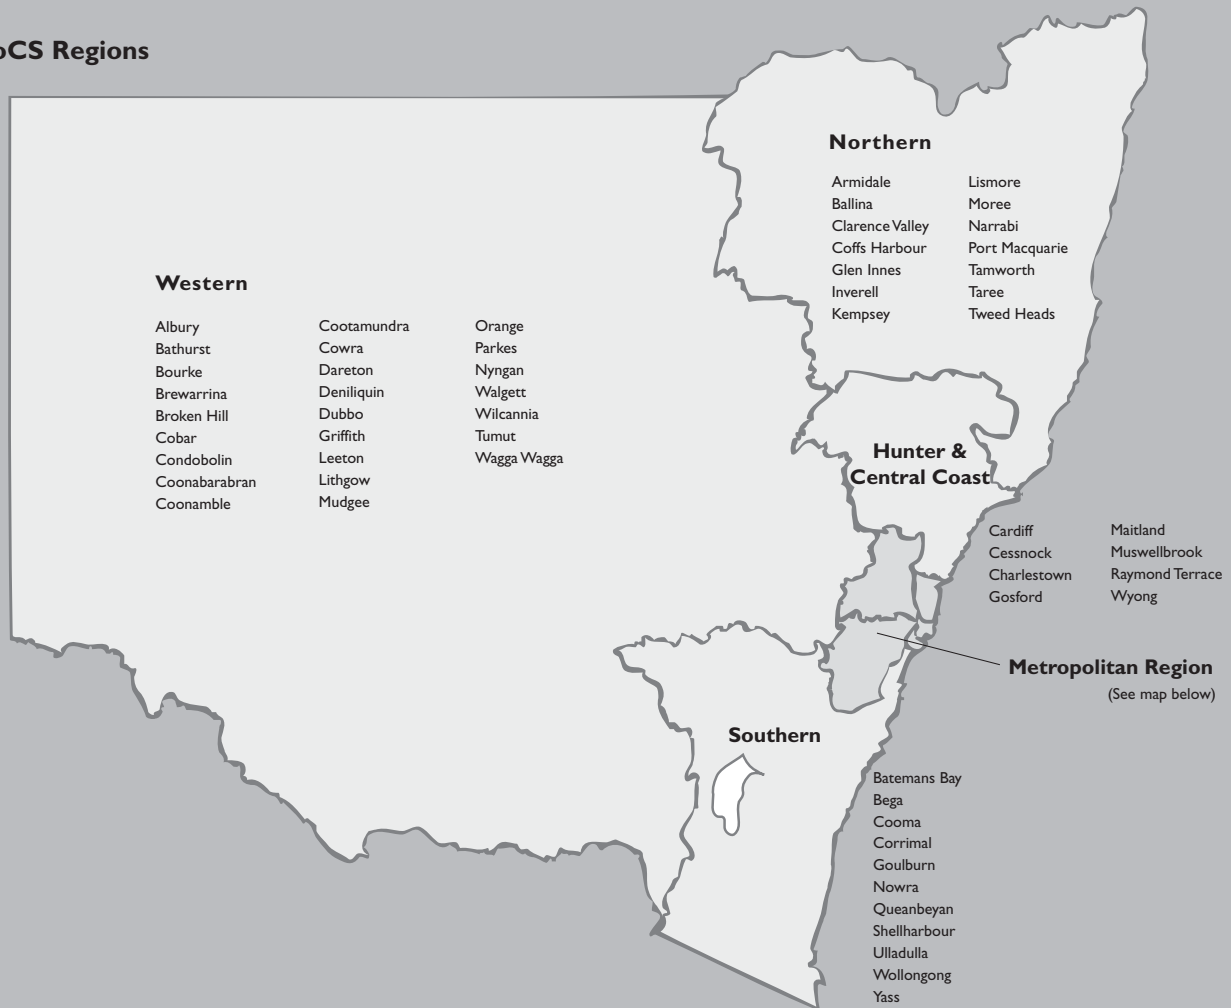 oCS Regions
Northern
Armidale
Ballina
Clarence Valley
Coffs Harbour
Glen Innes
Inverell
Kempsey
Lismore
Moree
Narrabi
Port Macquarie
Tamworth
Taree
Tweed Heads
Western
Albury
Bathurst
Bourke
Brewarrina
Broken Hill
Cobar
Condobolin
Coonabarabran
Coonamble
Cootamundra
Cowra
Dareton
Deniliquin
Dubbo
Griffith
Leeton
Lithgow
Mudgee
Orange
Parkes
Nyngan
Walgett
Wilcannia
Tumut
Wagga Wagga
Hunter &
Central Coast
Cardiff
Cessnock
Charlestown
Gosford
Maitland
Muswellbrook
Raymond Terrace
Wyong
Metropolitan Region
(See map below)
Southern
Batemans Bay
Bega
Cooma
Corrimal
Goulburn
Nowra
Queanbeyan
Shellharbour
Ulladulla
Wollongong
Yass